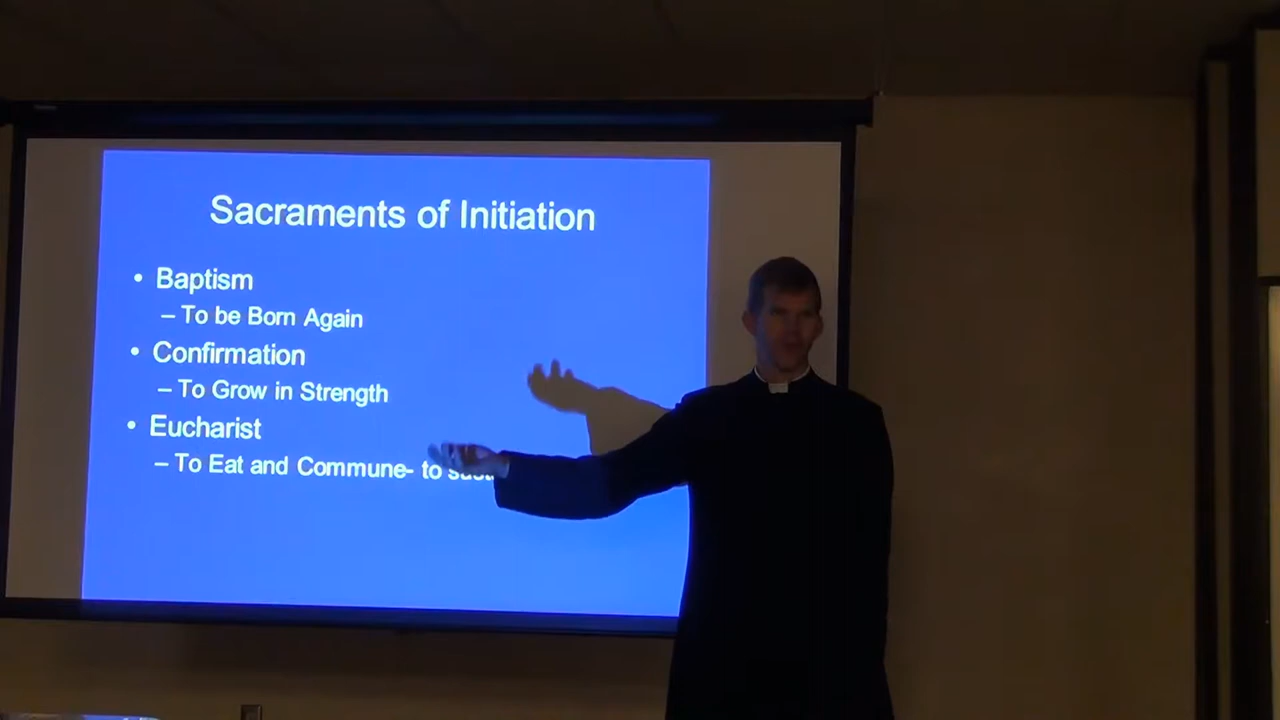 Sacraments of Initiation
• Baptism
– To be Born Again
• Confirmation
– To Grow in Strength
• Eucharist
– To Eat and Commune- to